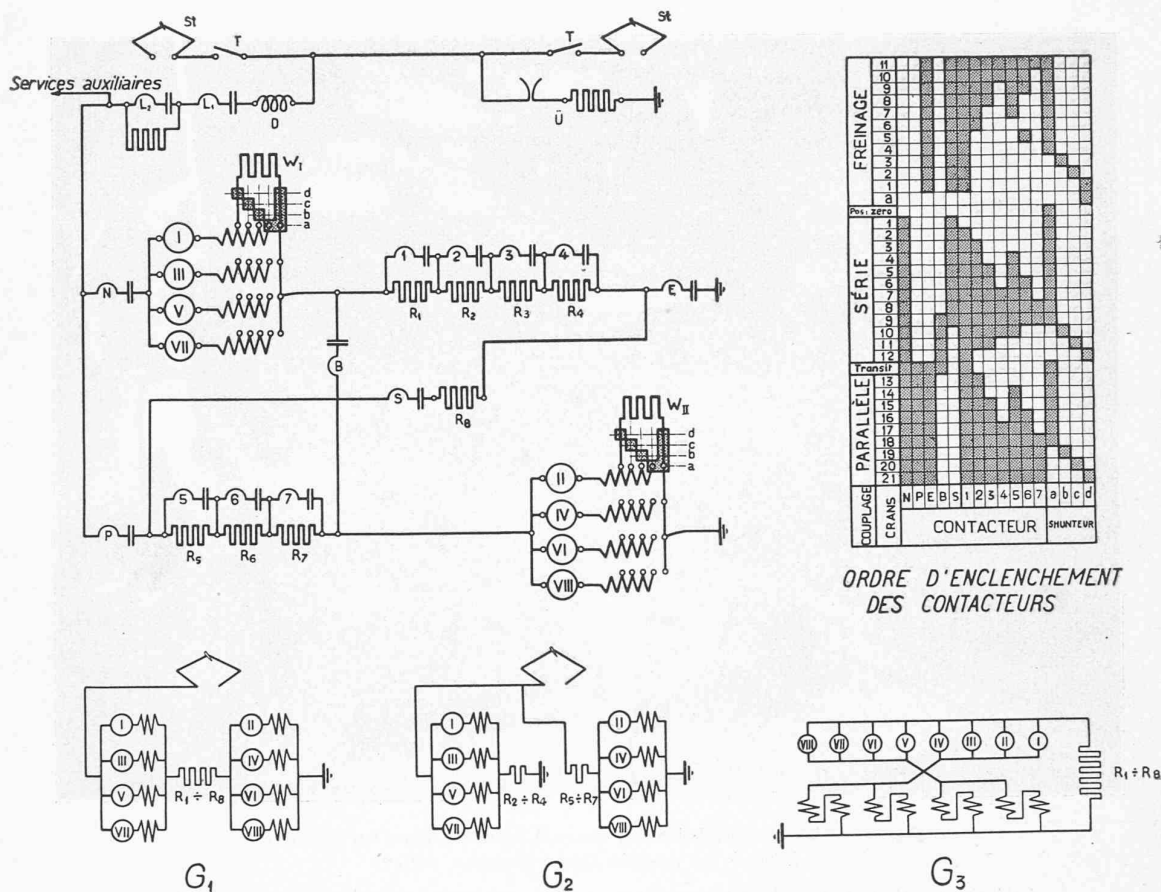 St
T
T
St
Services auxiliaires
L₂
L₁
D
Ü
W_I
d
c
b
a
I
III
V
VII
N
1
2
3
4
R₁
R₂
R₃
R₄
E
B
S
R₈
W_II
d
c
b
a
II
IV
VI
VIII
P
5
6
7
R₅
R₆
R₇
FREINAGE
11
10
9
8
7
6
5
4
3
2
1
a
Pos: zéro
SÉRIE
1
2
3
4
5
6
7
8
9
10
11
12
Transit
PARALLÈLE
13
14
15
16
17
18
19
20
21
COUPLAGE
CRANS
N P E B S 1 2 3 4 5 6 7 a b c d
CONTACTEUR
SHUNTEUR
ORDRE D'ENCLENCHEMENT
DES CONTACTEURS
I
III
V
VII
R₁ ÷ R₈
II
IV
VI
VIII
G₁
I
III
V
VII
R₂ ÷ R₄
R₅ ÷ R₇
II
IV
VI
VIII
G₂
VIII VII VI V IV III II I
R₁ ÷ R₈
G₃